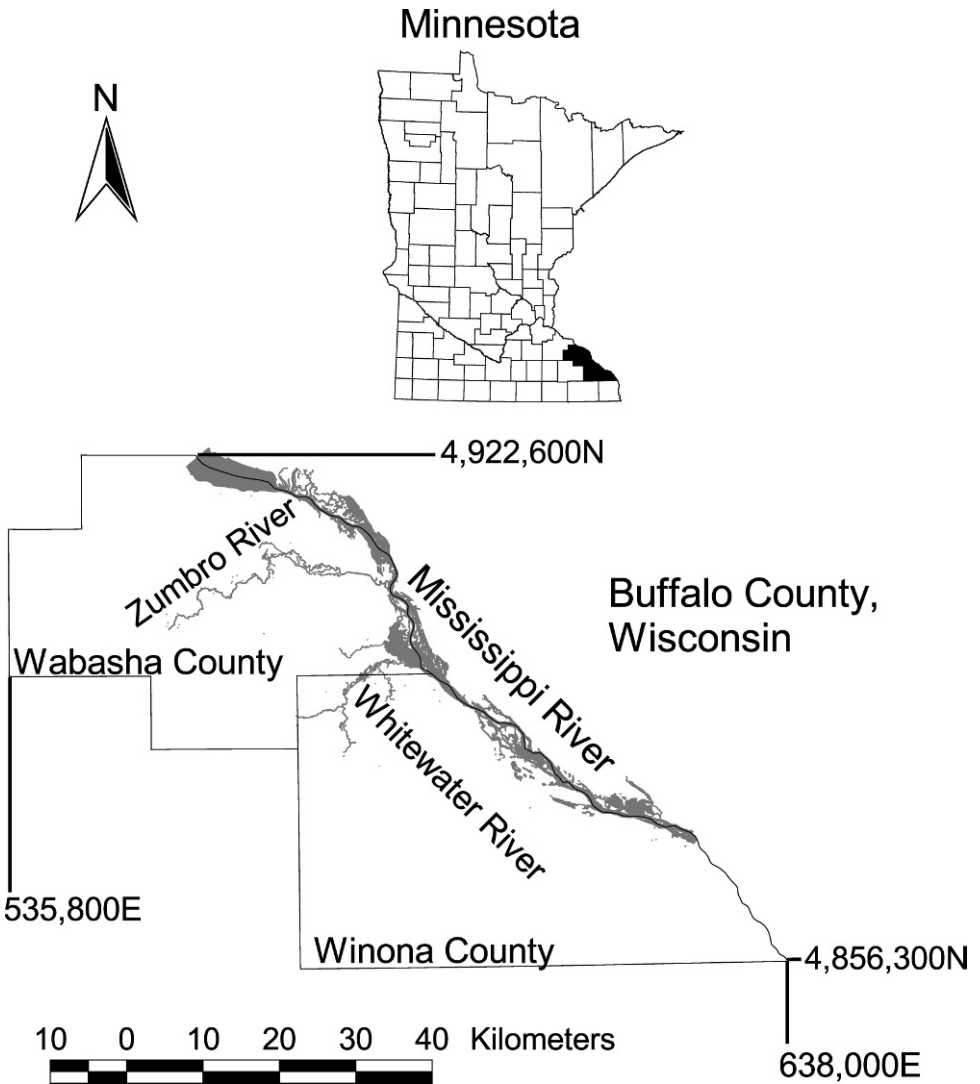 Minnesota
N
4,922,600N
Zumbro River
Mississippi River
Buffalo County,
Wisconsin
Wabasha County
Whitewater River
535,800E
Winona County
4,856,300N
10 0 10 20 30 40 Kilometers
638,000E